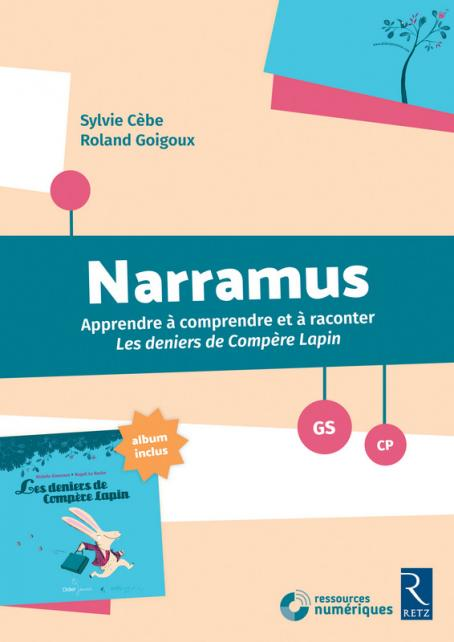 Sylvie Cèbe
Roland Goigoux
Narramus
Apprendre à comprendre et à raconter
Les deniers de Compère Lapin
GS
CP
album
inclus
Les deniers de
Compère Lapin
Didier
ressources
numériques
R
RETZ